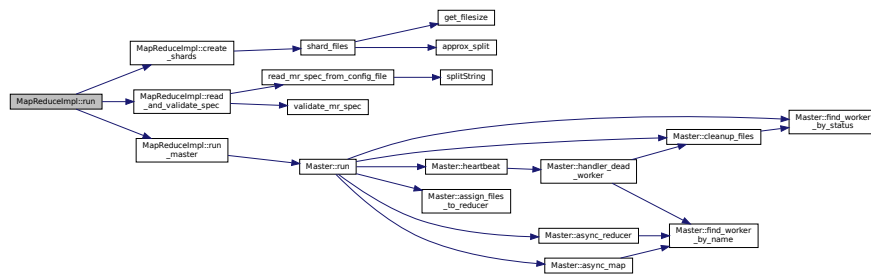 get_filesize
MapReduceImpl::create
_shards
shard_files
approx_split
read_mr_spec_from_config_file
splitString
MapReduceImpl::read
_and_validate_spec
MapReduceImpl::run
validate_mr_spec
Master::find_worker
_by_status
Master::cleanup_files
MapReduceImpl::run
_master
Master::run
Master::heartbeat
Master::handler_dead
_worker
Master::assign_files
_to_reducer
Master::async_reducer
Master::find_worker
_by_name
Master::async_map